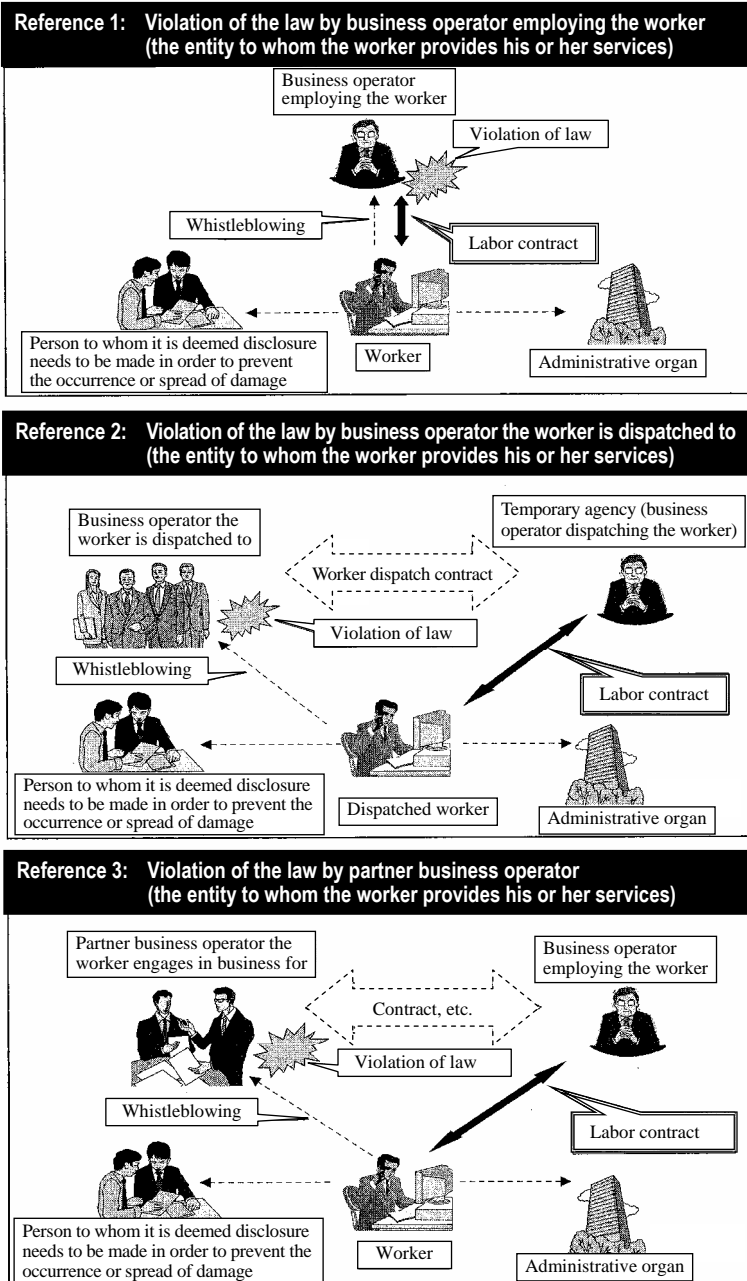 Reference 1: Violation of the law by business operator employing the worker
(the entity to whom the worker provides his or her services)
Business operator
employing the worker
Violation of law
Whistleblowing
Labor contract
Person to whom it is deemed disclosure
needs to be made in order to prevent
the occurrence or spread of damage
Worker
Administrative organ
Reference 2: Violation of the law by business operator the worker is dispatched to
(the entity to whom the worker provides his or her services)
Business operator the
worker is dispatched to
Temporary agency (business
operator dispatching the worker)
Worker dispatch contract
Violation of law
Whistleblowing
Labor contract
Person to whom it is deemed disclosure
needs to be made in order to prevent the
occurrence or spread of damage
Dispatched worker
Administrative organ
Reference 3: Violation of the law by partner business operator
(the entity to whom the worker provides his or her services)
Partner business operator the
worker engages in business for
Business operator
employing the worker
Contract, etc.
Violation of law
Whistleblowing
Labor contract
Person to whom it is deemed disclosure
needs to be made in order to prevent the
occurrence or spread of damage
Worker
Administrative organ